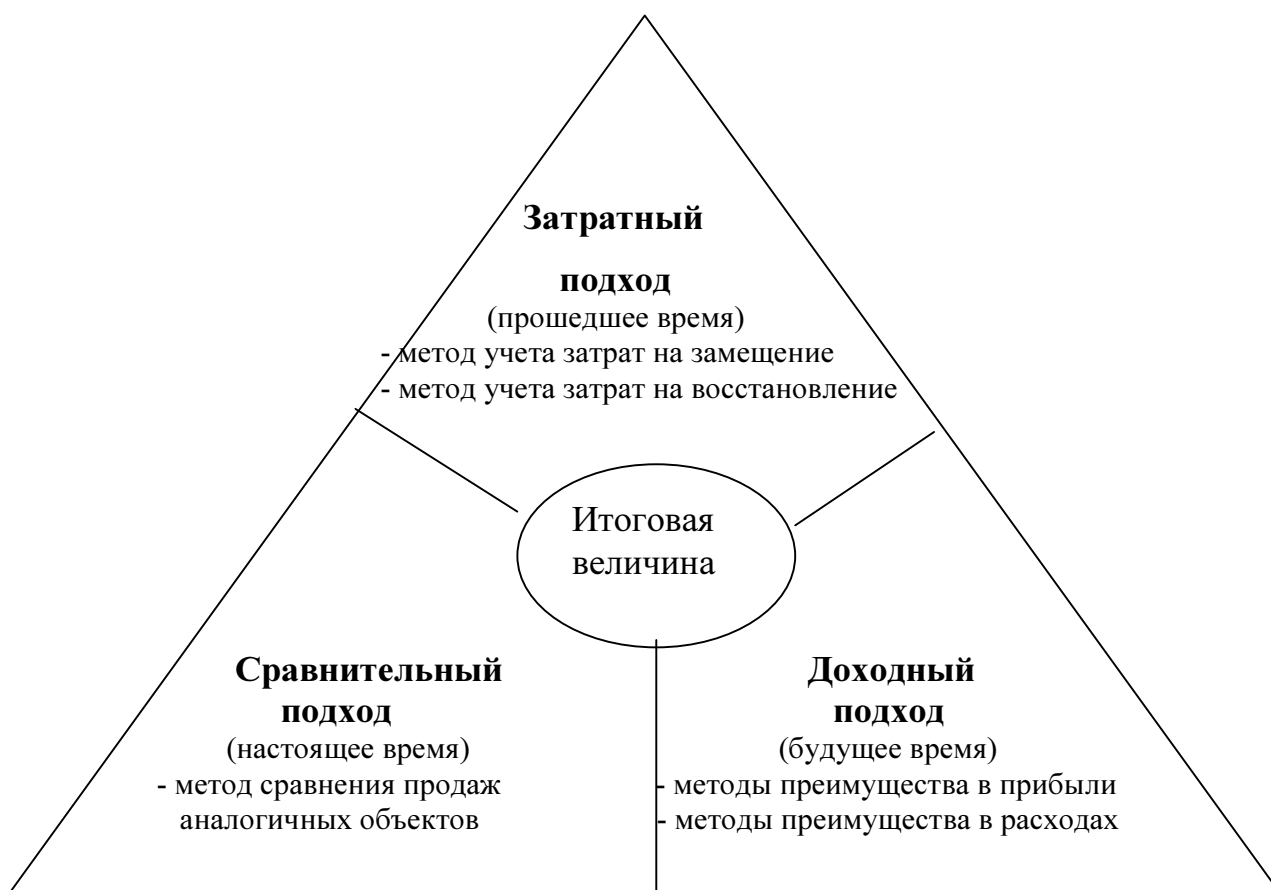 Затратный
подход
(прошедшее время)
- метод учета затрат на замещение
- метод учета затрат на восстановление
Итоговая
величина
Сравнительный
подход
(настоящее время)
- метод сравнения продаж
аналогичных объектов
Доходный
подход
(будущее время)
- методы преимущества в прибыли
- методы преимущества в расходах